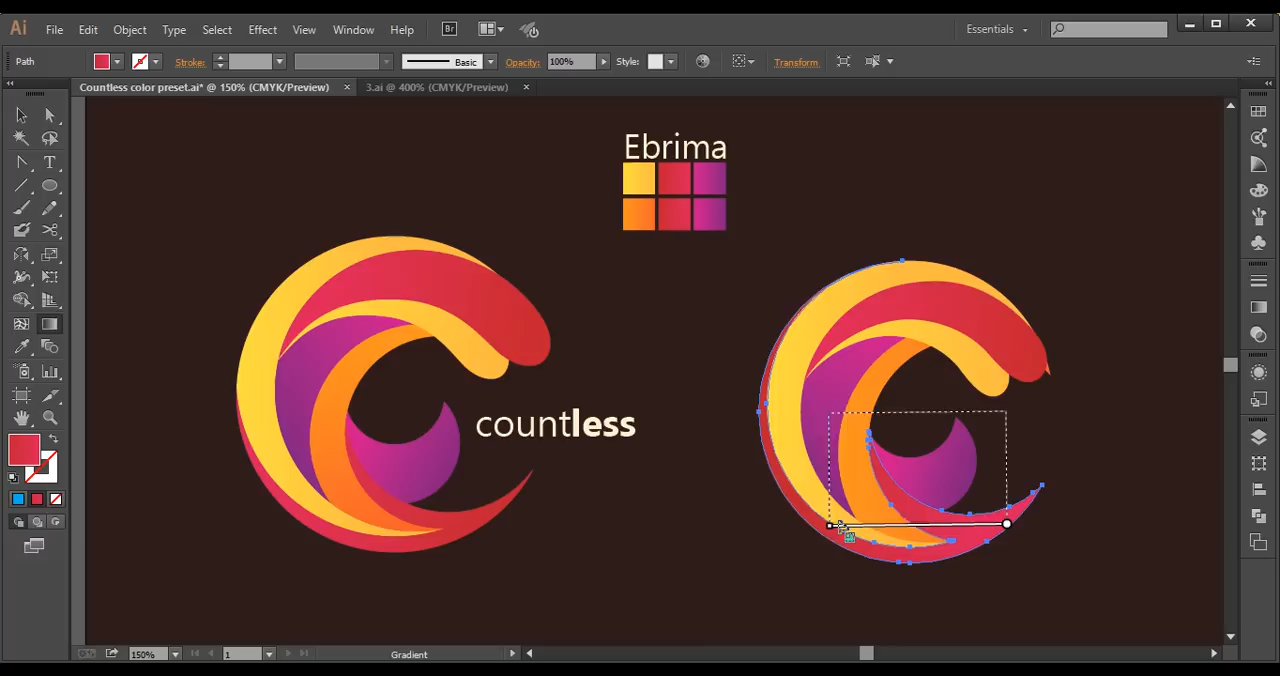 Ai File Edit Object Type Select Effect View Window Help Br Essentials
Path Stroke: Basic Opacity: 100% Style: Transform
Countless color preset.ai* @ 150% (CMYK/Preview) × 3.ai @ 400% (CMYK/Preview) ×
Ebrima
countless
150% 1 Gradient